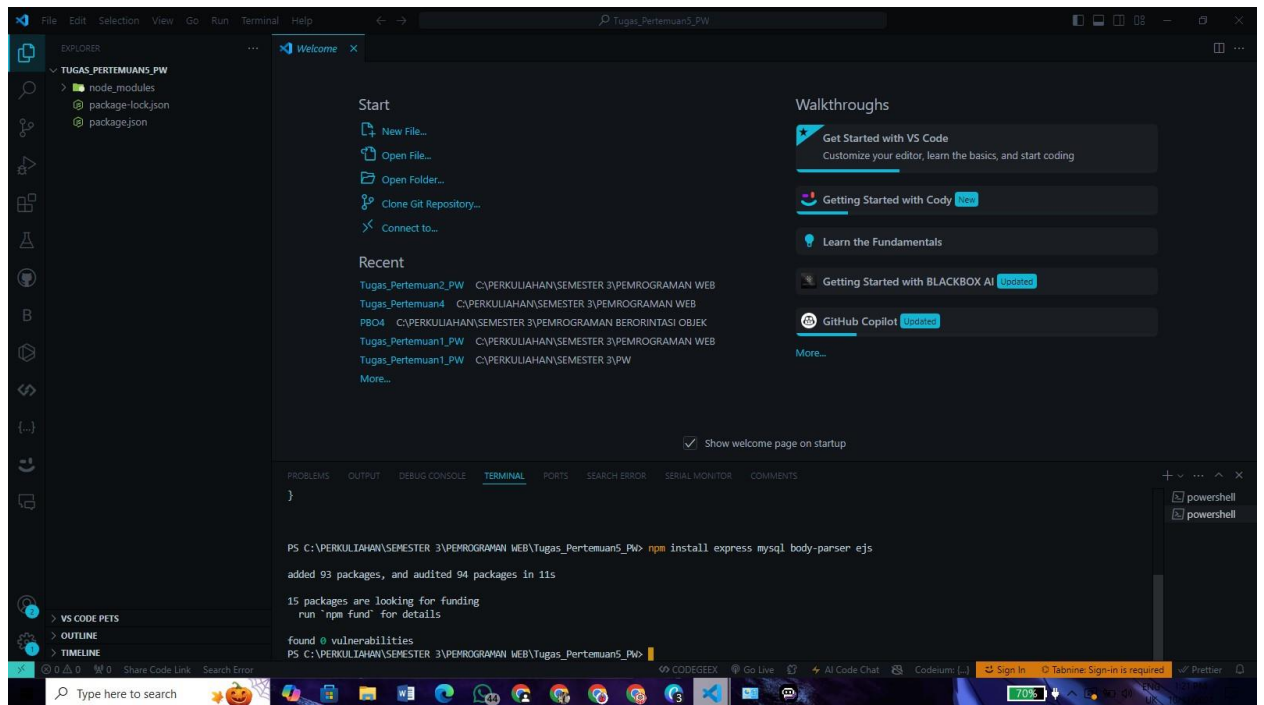 File Edit Selection View Go Run Terminal Help
Tugas_Pertemuan5_PW
EXPLORER
Welcome
TUGAS_PERTEMUAN5_PW
node_modules
package-lock.json
package.json
Start
New File...
Open File...
Open Folder...
Clone Git Repository...
Connect to...
Recent
Tugas_Pertemuan2_PW C:\PERKULIAHAN\SEMESTER 3\PEMROGRAMAN WEB
Tugas_Pertemuan4 C:\PERKULIAHAN\SEMESTER 3\PEMROGRAMAN WEB
PBO4 C:\PERKULIAHAN\SEMESTER 3\PEMROGRAMAN BERORINTASI OBJEK
Tugas_Pertemuan1_PW C:\PERKULIAHAN\SEMESTER 3\PEMROGRAMAN WEB
Tugas_Pertemuan1_PW C:\PERKULIAHAN\SEMESTER 3\PW
More...
Walkthroughs
Get Started with VS Code
Customize your editor, learn the basics, and start coding
Getting Started with Cody New
Learn the Fundamentals
Getting Started with BLACKBOX AI Updated
GitHub Copilot Updated
More...
Show welcome page on startup
PROBLEMS OUTPUT DEBUG CONSOLE TERMINAL PORTS SEARCH ERROR SERIAL MONITOR COMMENTS
}
powershell
powershell
PS C:\PERKULIAHAN\SEMESTER 3\PEMROGRAMAN WEB\Tugas_Pertemuan5_PW> npm install express mysql body-parser ejs
added 93 packages, and audited 94 packages in 11s
15 packages are looking for funding
run `npm fund` for details
found 0 vulnerabilities
PS C:\PERKULIAHAN\SEMESTER 3\PEMROGRAMAN WEB\Tugas_Pertemuan5_PW>
VS CODE PETS
OUTLINE
TIMELINE
0 0 0 Share Code Link Search Error CODEGEEX Go Live AI Code Chat Codeium: {...} Sign In Tabnine: Sign-in is required Prettier
Type here to search
70%
ENG